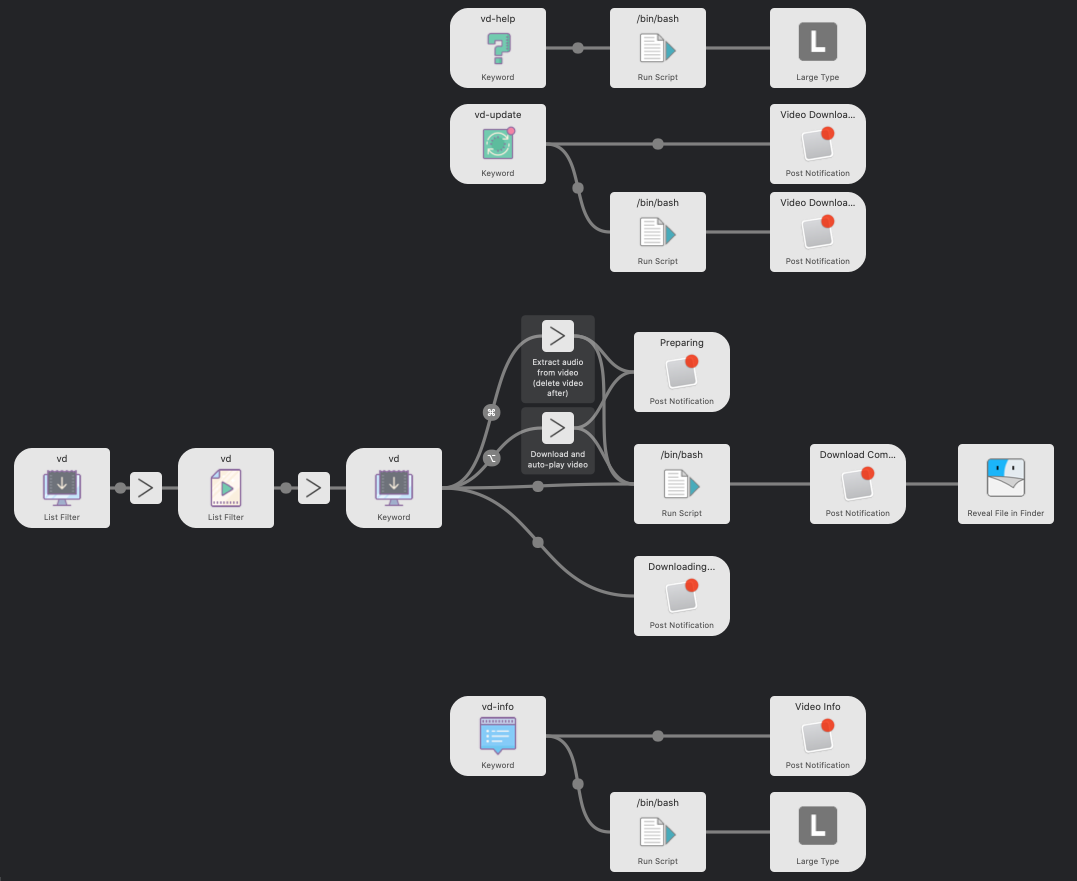 vd-help
Keyword
/bin/bash
Run Script
L
Large Type
vd-update
Keyword
Video Downloa...
Post Notification
/bin/bash
Run Script
Video Downloa...
Post Notification
Extract audio
from video
(delete video
after)
Preparing
Post Notification
⌘
Download and
auto-play video
⌥
vd
List Filter
vd
List Filter
vd
Keyword
/bin/bash
Run Script
Download Com...
Post Notification
Reveal File in Finder
Downloading...
Post Notification
vd-info
Keyword
Video Info
Post Notification
/bin/bash
Run Script
L
Large Type